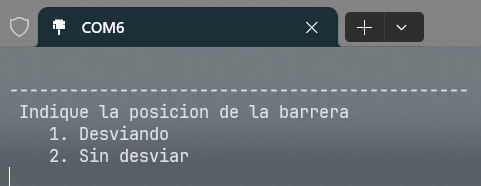 COM6
-----------------------------------------------
Indique la posicion de la barrera
1. Desviando
2. Sin desviar